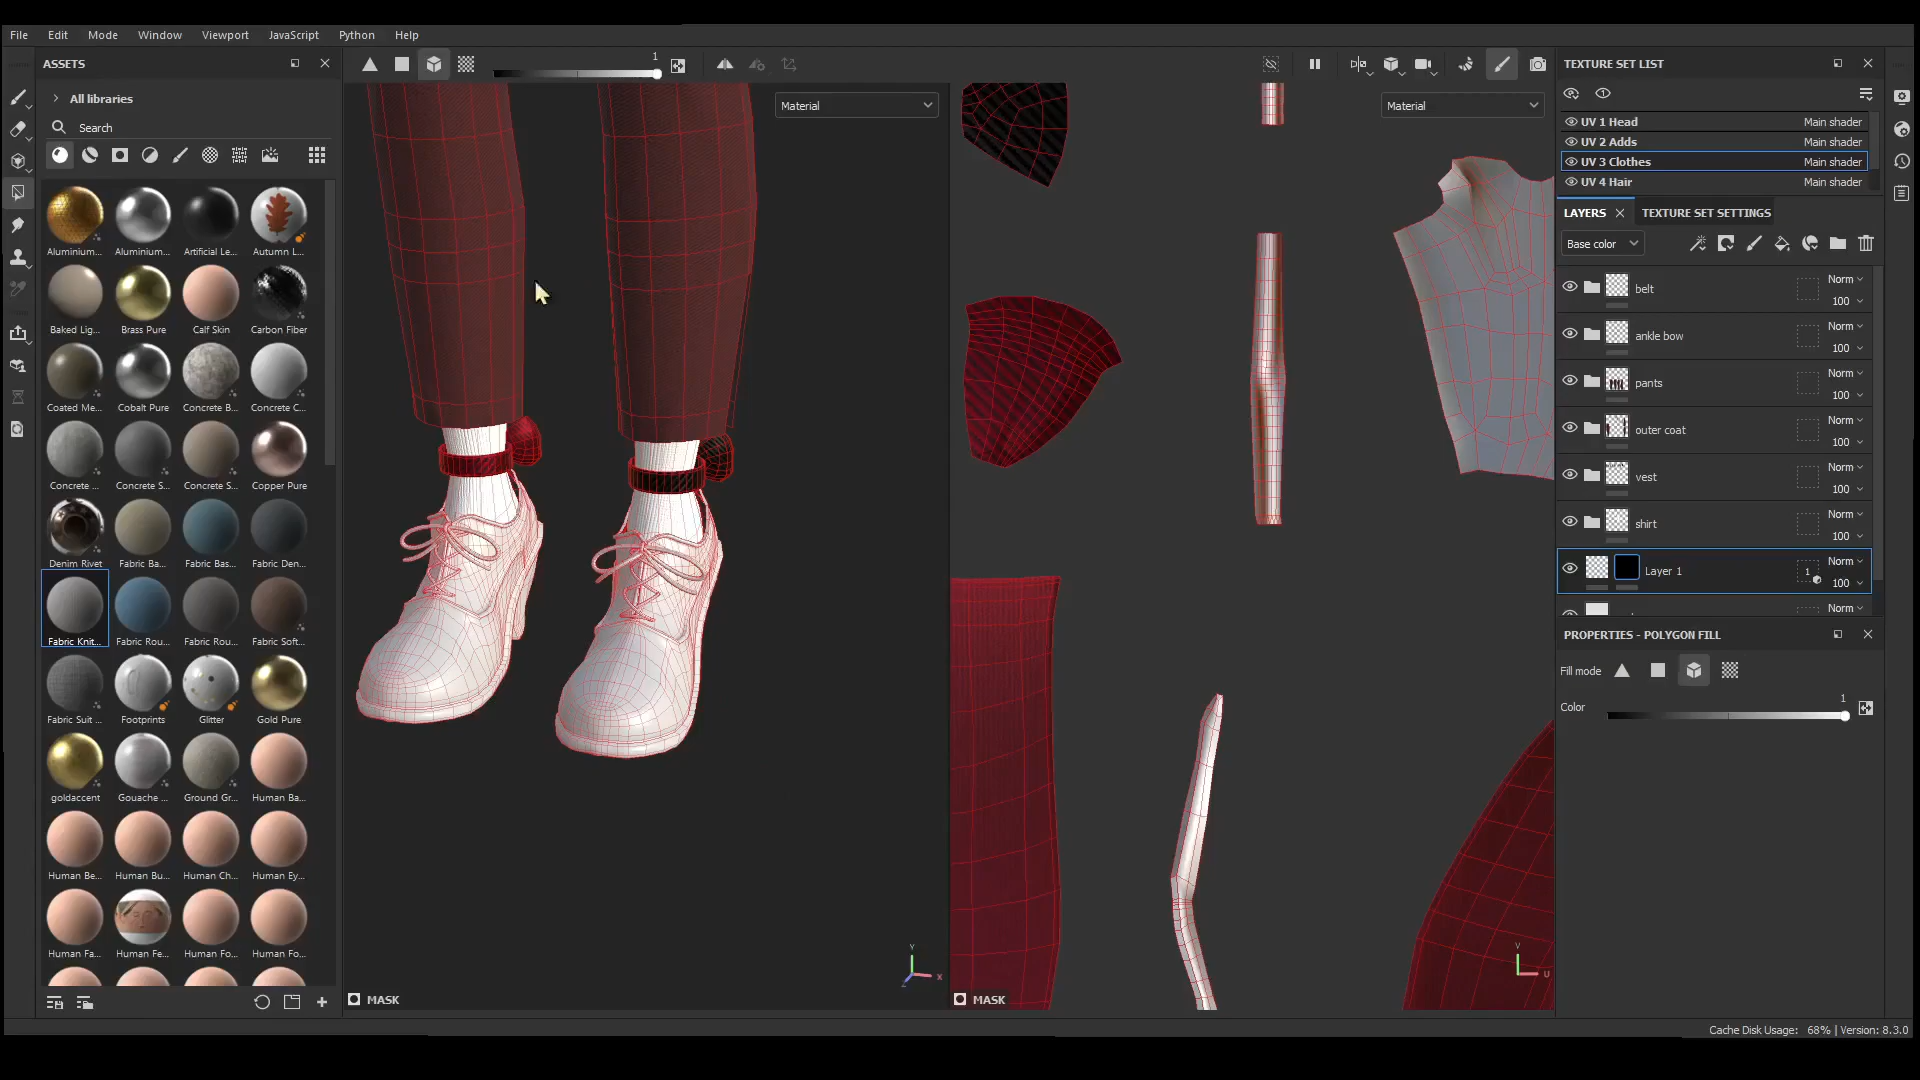 File Edit Mode Window Viewport JavaScript Python Help
ASSETS
All libraries
Search
Aluminium... Aluminium... Artificial Le... Autumn L...
Baked Lig... Brass Pure Calf Skin Carbon Fiber
Coated Me... Cobalt Pure Concrete B... Concrete C...
Concrete ... Concrete S... Concrete S... Copper Pure
Denim Rivet Fabric Ba... Fabric Bas... Fabric Den...
Fabric Knit... Fabric Rou... Fabric Rou... Fabric Soft...
Fabric Suit ... Footprints Glitter Gold Pure
goldaccent Gouache ... Ground Gr... Human Ba...
Human Be... Human Bu... Human Ch... Human Ey...
Human Fa... Human Fe... Human Fo... Human Fo...
1
Material
Y
X
Z
MASK
Material
V
U
MASK
TEXTURE SET LIST
UV 1 Head Main shader
UV 2 Adds Main shader
UV 3 Clothes Main shader
UV 4 Hair Main shader
LAYERS TEXTURE SET SETTINGS
Base color
belt Norm 100
ankle bow Norm 100
pants Norm 100
outer coat Norm 100
vest Norm 100
shirt Norm 100
Layer 1 1 Norm 100
Norm
PROPERTIES - POLYGON FILL
Fill mode
Color 1
Cache Disk Usage: 68% | Version: 8.3.0